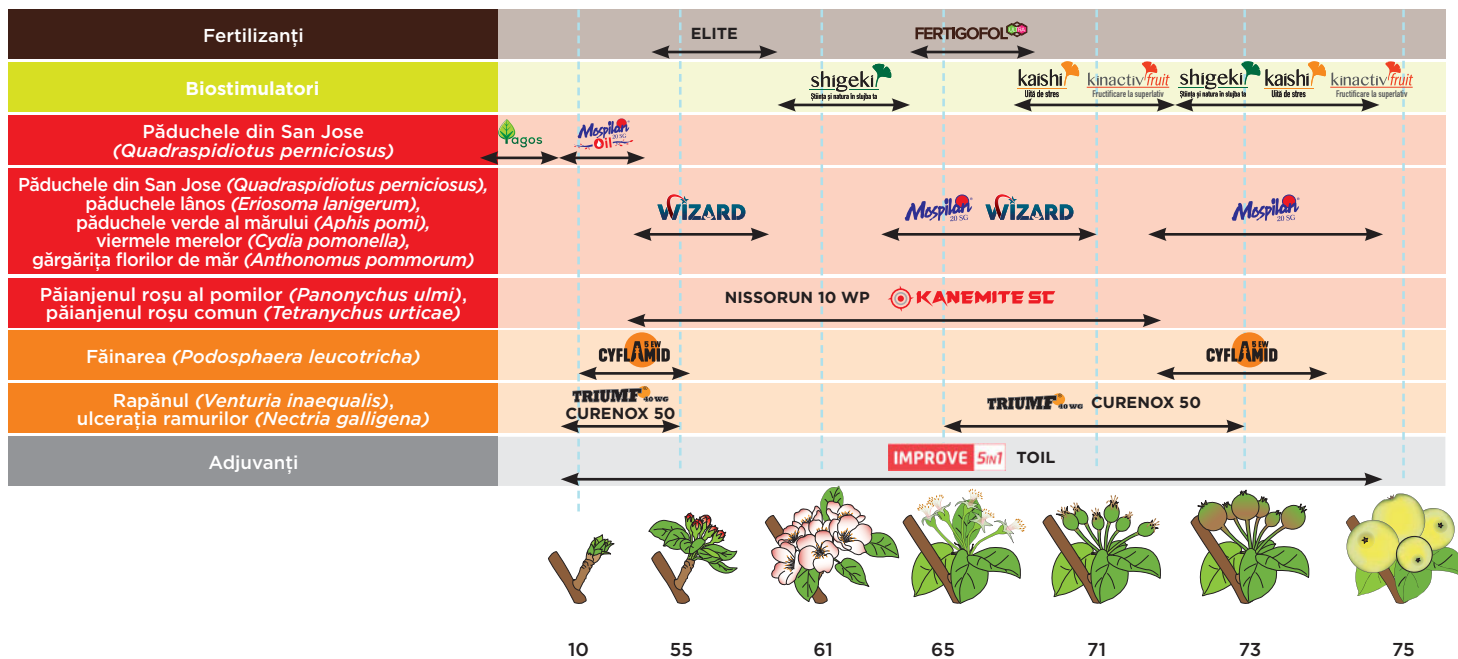 Fertilizanți
ELITE
FERTIGOFOL ULTRA
Biostimulatori
shigeki
Știința și natura în slujba ta
kaishi
Uită de stres
kinactiv fruit
Fructificare la superlativ
shigeki
Știința și natura în slujba ta
kaishi
Uită de stres
kinactiv fruit
Fructificare la superlativ
Păduchele din San Jose
(Quadraspidiotus perniciosus)
Yagos
Mospilan
20 SG
Oil
Păduchele din San Jose (Quadraspidiotus perniciosus),
păduchele lânos (Eriosoma lanigerum),
păduchele verde al mărului (Aphis pomi),
viermele merelor (Cydia pomonella),
gărgărița florilor de măr (Anthonomus pommorum)
WIZARD
Mospilan
20 SG
WIZARD
Mospilan
20 SG
Păianjenul roșu al pomilor (Panonychus ulmi),
păianjenul roșu comun (Tetranychus urticae)
NISSORUN 10 WP
KANEMITE SC
Făinarea (Podosphaera leucotricha)
CYFLAMID
5 EW
CYFLAMID
5 EW
Rapănul (Venturia inaequalis),
ulcerația ramurilor (Nectria galligena)
TRIUMF 40 WG
CURENOX 50
TRIUMF 40 WG CURENOX 50
Adjuvanți
IMPROVE 5IN1 TOIL
10 55 61 65 71 73 75